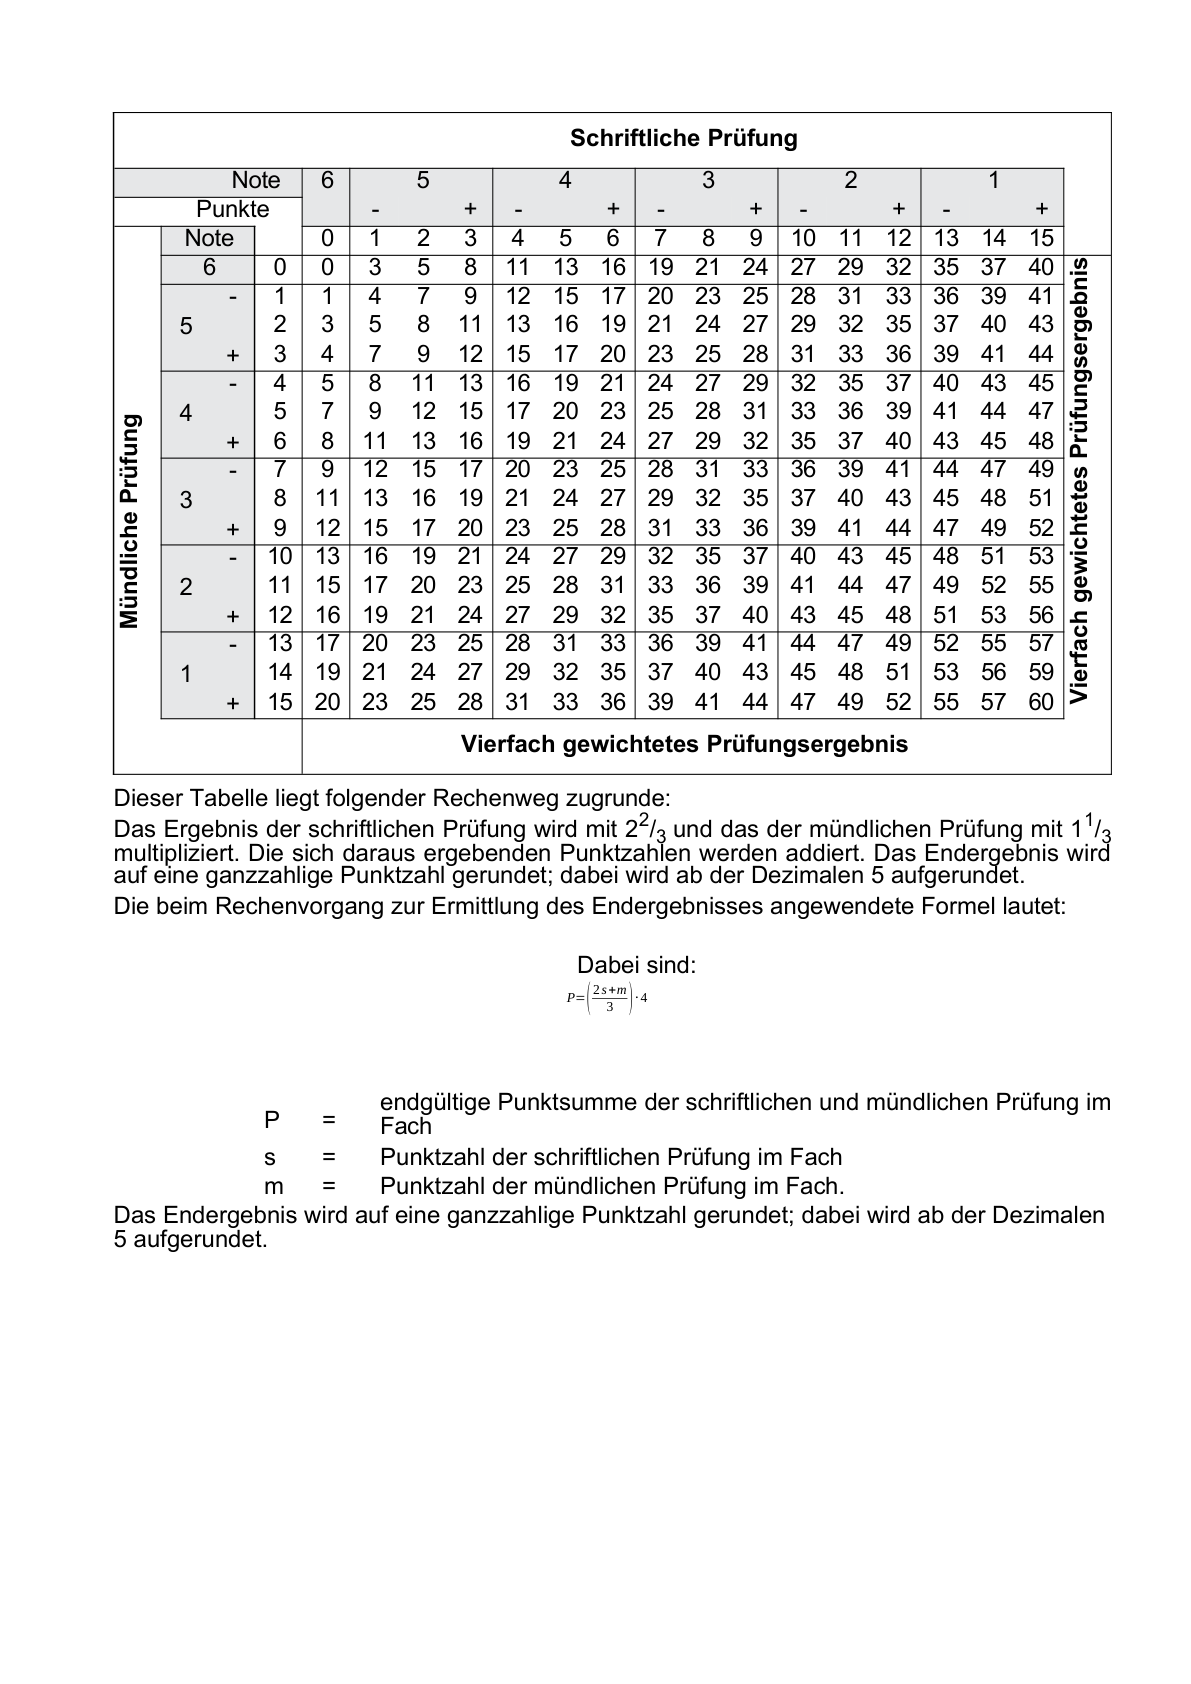 Schriftliche Prüfung
Note 6 5 4 3 2 1
Punkte - + - + - + - + - +
Note 0 1 2 3 4 5 6 7 8 9 10 11 12 13 14 15
6 0 0 3 5 8 11 13 16 19 21 24 27 29 32 35 37 40
- 1 1 4 7 9 12 15 17 20 23 25 28 31 33 36 39 41
5 2 3 5 8 11 13 16 19 21 24 27 29 32 35 37 40 43
+ 3 4 7 9 12 15 17 20 23 25 28 31 33 36 39 41 44
- 4 5 8 11 13 16 19 21 24 27 29 32 35 37 40 43 45
4 5 7 9 12 15 17 20 23 25 28 31 33 36 39 41 44 47
+ 6 8 11 13 16 19 21 24 27 29 32 35 37 40 43 45 48
- 7 9 12 15 17 20 23 25 28 31 33 36 39 41 44 47 49
3 8 11 13 16 19 21 24 27 29 32 35 37 40 43 45 48 51
+ 9 12 15 17 20 23 25 28 31 33 36 39 41 44 47 49 52
- 10 13 16 19 21 24 27 29 32 35 37 40 43 45 48 51 53
2 11 15 17 20 23 25 28 31 33 36 39 41 44 47 49 52 55
+ 12 16 19 21 24 27 29 32 35 37 40 43 45 48 51 53 56
- 13 17 20 23 25 28 31 33 36 39 41 44 47 49 52 55 57
1 14 19 21 24 27 29 32 35 37 40 43 45 48 51 53 56 59
+ 15 20 23 25 28 31 33 36 39 41 44 47 49 52 55 57 60
Mündliche Prüfung
Vierfach gewichtetes Prüfungsergebnis
Vierfach gewichtetes Prüfungsergebnis
Dieser Tabelle liegt folgender Rechenweg zugrunde:
Das Ergebnis der schriftlichen Prüfung wird mit 2 2/3 und das der mündlichen Prüfung mit 1 1/3
multipliziert. Die sich daraus ergebenden Punktzahlen werden addiert. Das Endergebnis wird
auf eine ganzzahlige Punktzahl gerundet; dabei wird ab der Dezimalen 5 aufgerundet.
Die beim Rechenvorgang zur Ermittlung des Endergebnisses angewendete Formel lautet:
Dabei sind:
P=(2s+m/3)·4
P = endgültige Punktsumme der schriftlichen und mündlichen Prüfung im
Fach
s = Punktzahl der schriftlichen Prüfung im Fach
m = Punktzahl der mündlichen Prüfung im Fach.
Das Endergebnis wird auf eine ganzzahlige Punktzahl gerundet; dabei wird ab der Dezimalen
5 aufgerundet.